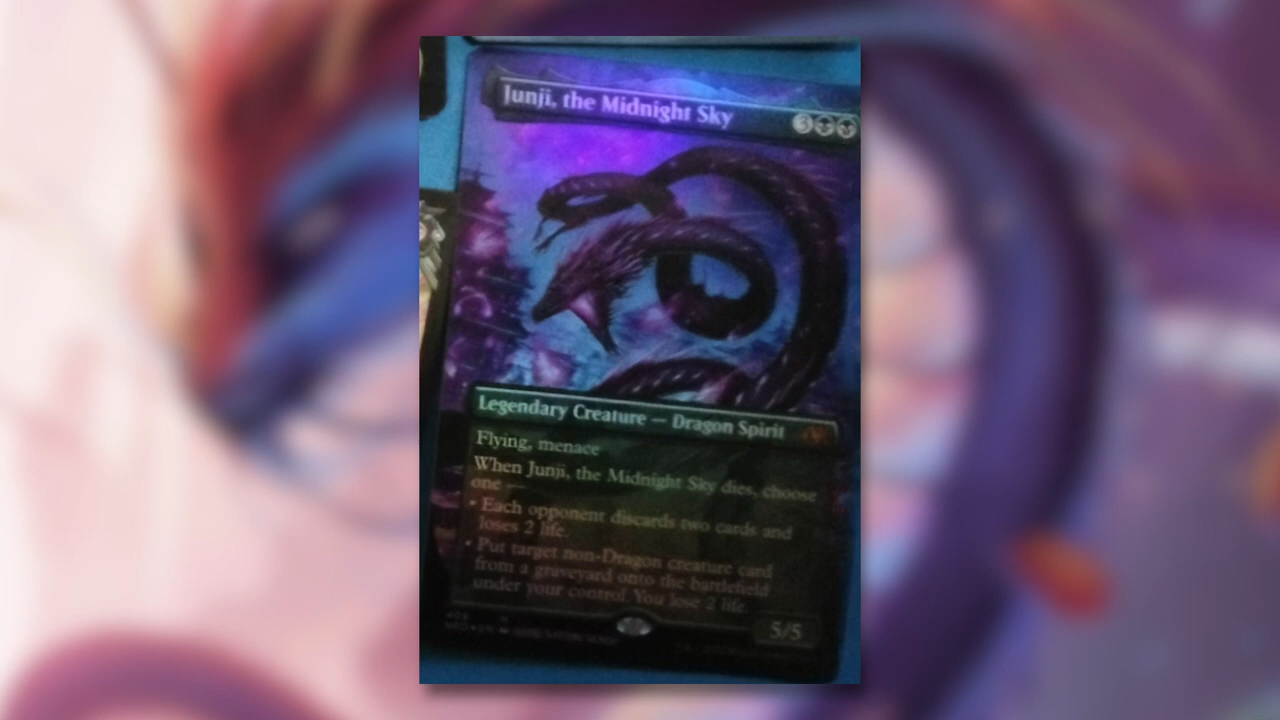 Junji, the Midnight Sky 3
Legendary Creature — Dragon Spirit
Flying, menace
When Junji, the Midnight Sky dies, choose
one —
• Each opponent discards two cards and
loses 2 life.
• Put target non-Dragon creature card
from a graveyard onto the battlefield
under your control. You lose 2 life.
5/5